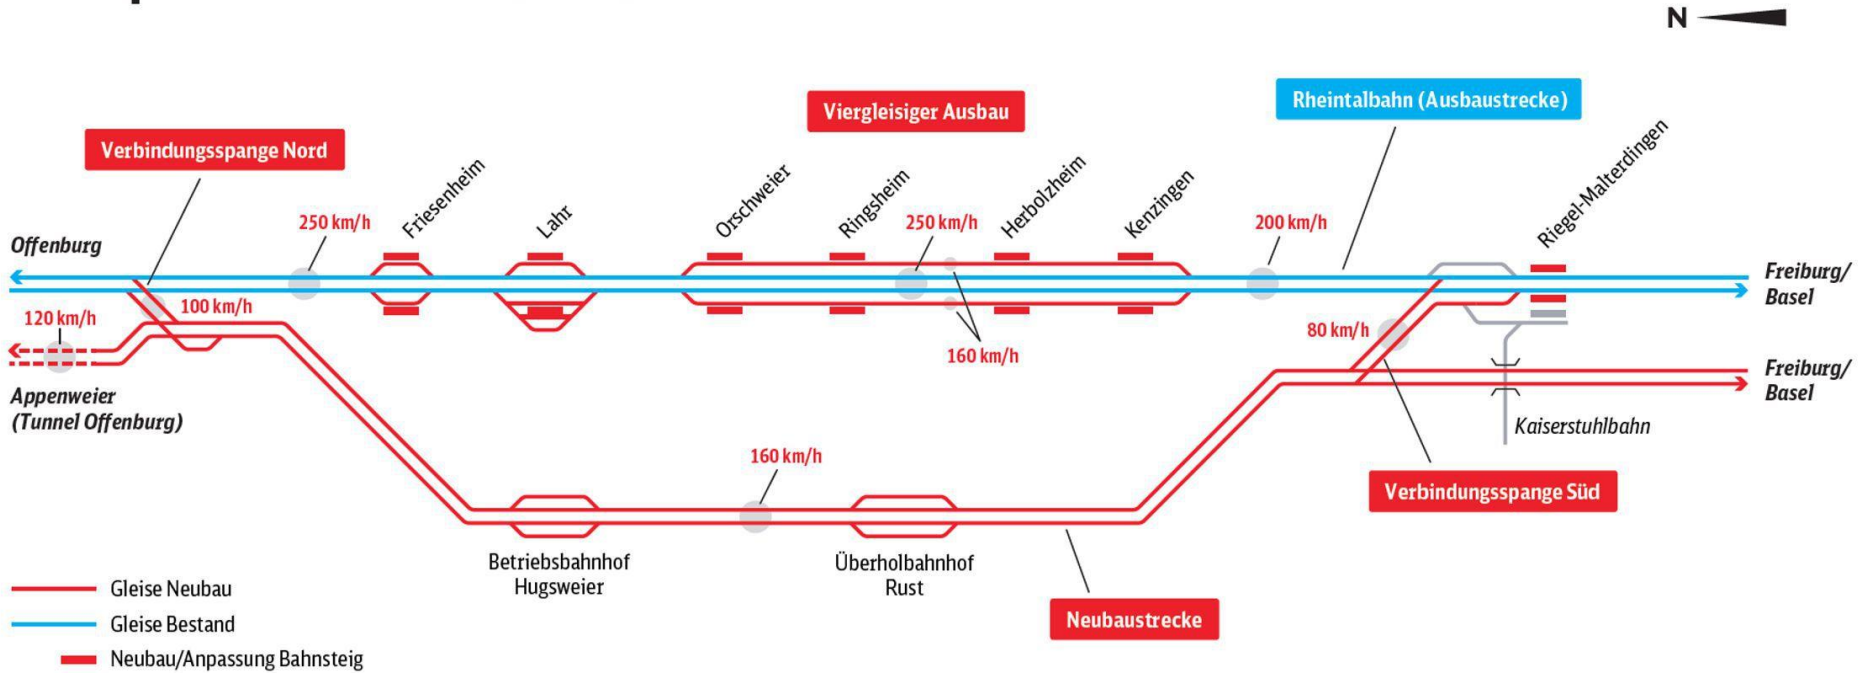 N
Rheintalbahn (Ausbaustrecke)
Viergleisiger Ausbau
Verbindungsspange Nord
250 km/h
Friesenheim
Lahr
Orschweier
Ringsheim
250 km/h
Herbolzheim
Kenzingen
200 km/h
Riegel-Malterdingen
Offenburg
Freiburg/
Basel
100 km/h
120 km/h
80 km/h
160 km/h
Appenweier
(Tunnel Offenburg)
Freiburg/
Basel
Kaiserstuhlbahn
160 km/h
Verbindungsspange Süd
Betriebsbahnhof
Hugsweier
Überholbahnhof
Rust
Neubaustrecke
Gleise Neubau
Gleise Bestand
Neubau/Anpassung Bahnsteig